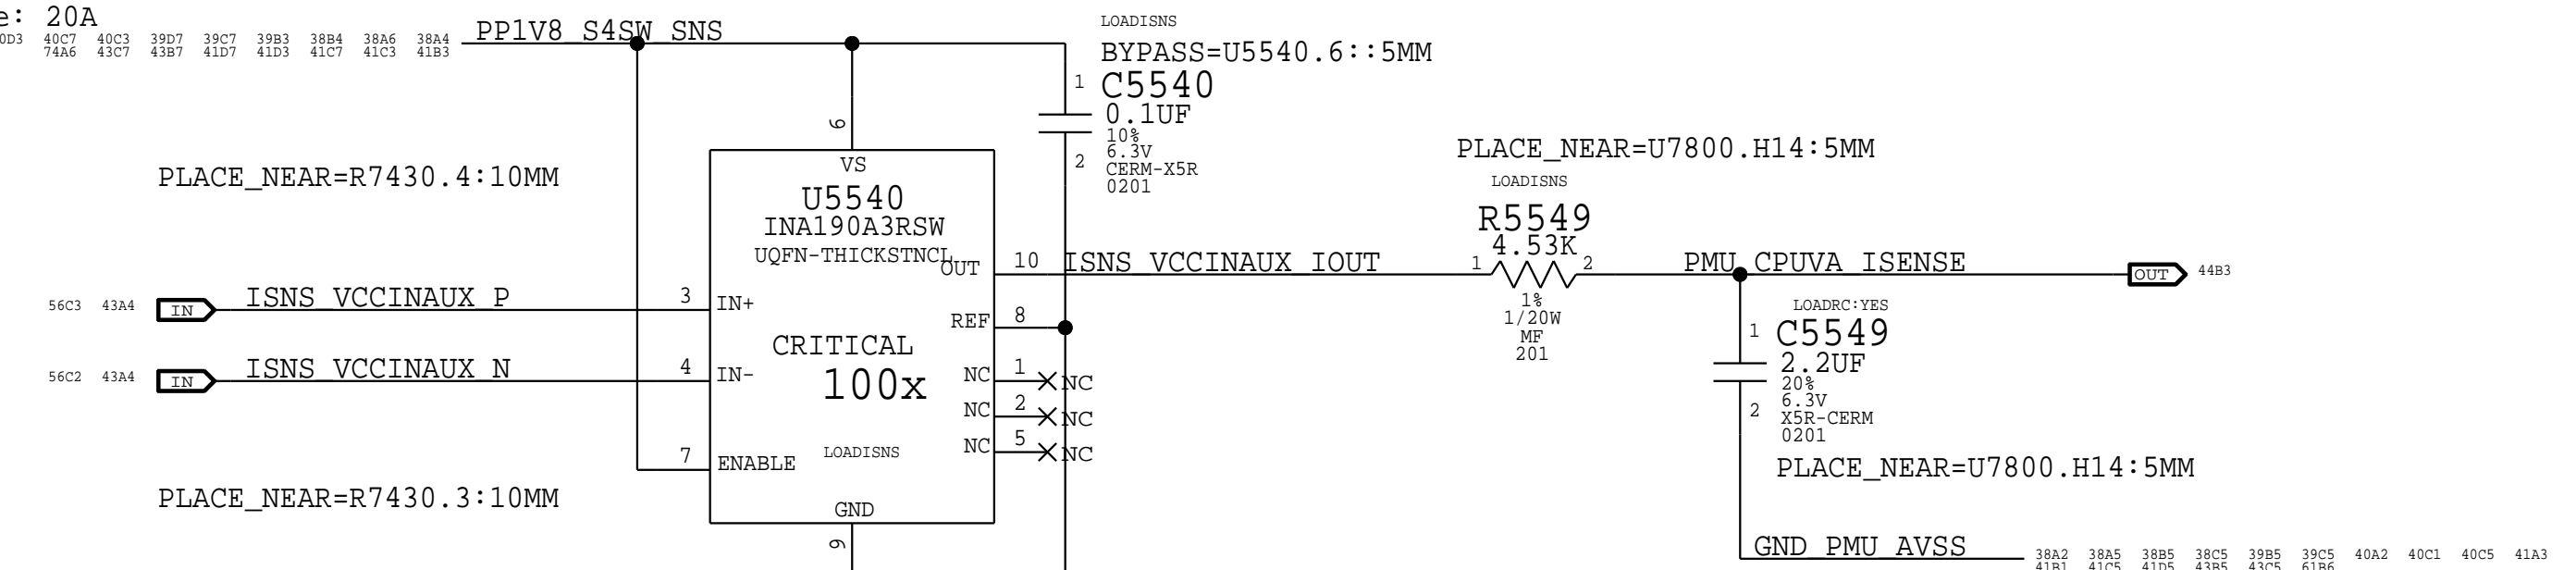 e: 20A
0D3 40C7 40C3 39D7 39C7 39B3 38B4 38A6 38A4
74A6 43C7 43B7 41D7 41D3 41C7 41C3 41B3
PP1V8_S4SW_SNS
LOADISNS
BYPASS=U5540.6::5MM
1
C5540
0.1UF
10%
6.3V
2
CERM-X5R
0201
6
PLACE_NEAR=R7430.4:10MM
VS
U5540
INA190A3RSW
UQFN-THICKSTNCL
OUT
10
ISNS_VCCINAUX_IOUT
PLACE_NEAR=U7800.H14:5MM
LOADISNS
R5549
4.53K
1
2
1%
1/20W
MF
201
PMU_CPUVA_ISENSE
OUT
44B3
56C3 43A4
IN
ISNS_VCCINAUX_P
3
IN+
REF
8
56C2 43A4
IN
ISNS_VCCINAUX_N
4
IN-
CRITICAL
100x
NC
1
NC
NC
2
NC
NC
5
NC
7
ENABLE
LOADISNS
LOADRC:YES
1
C5549
2.2UF
20%
6.3V
2
X5R-CERM
0201
PLACE_NEAR=U7800.H14:5MM
PLACE_NEAR=R7430.3:10MM
GND
9
GND_PMU_AVSS
38A2 38A5 38B5 38C5 39B5 39C5 40A2 40C1 40C5 41A3
41B1 41C5 41D5 43B5 43C5 61B6